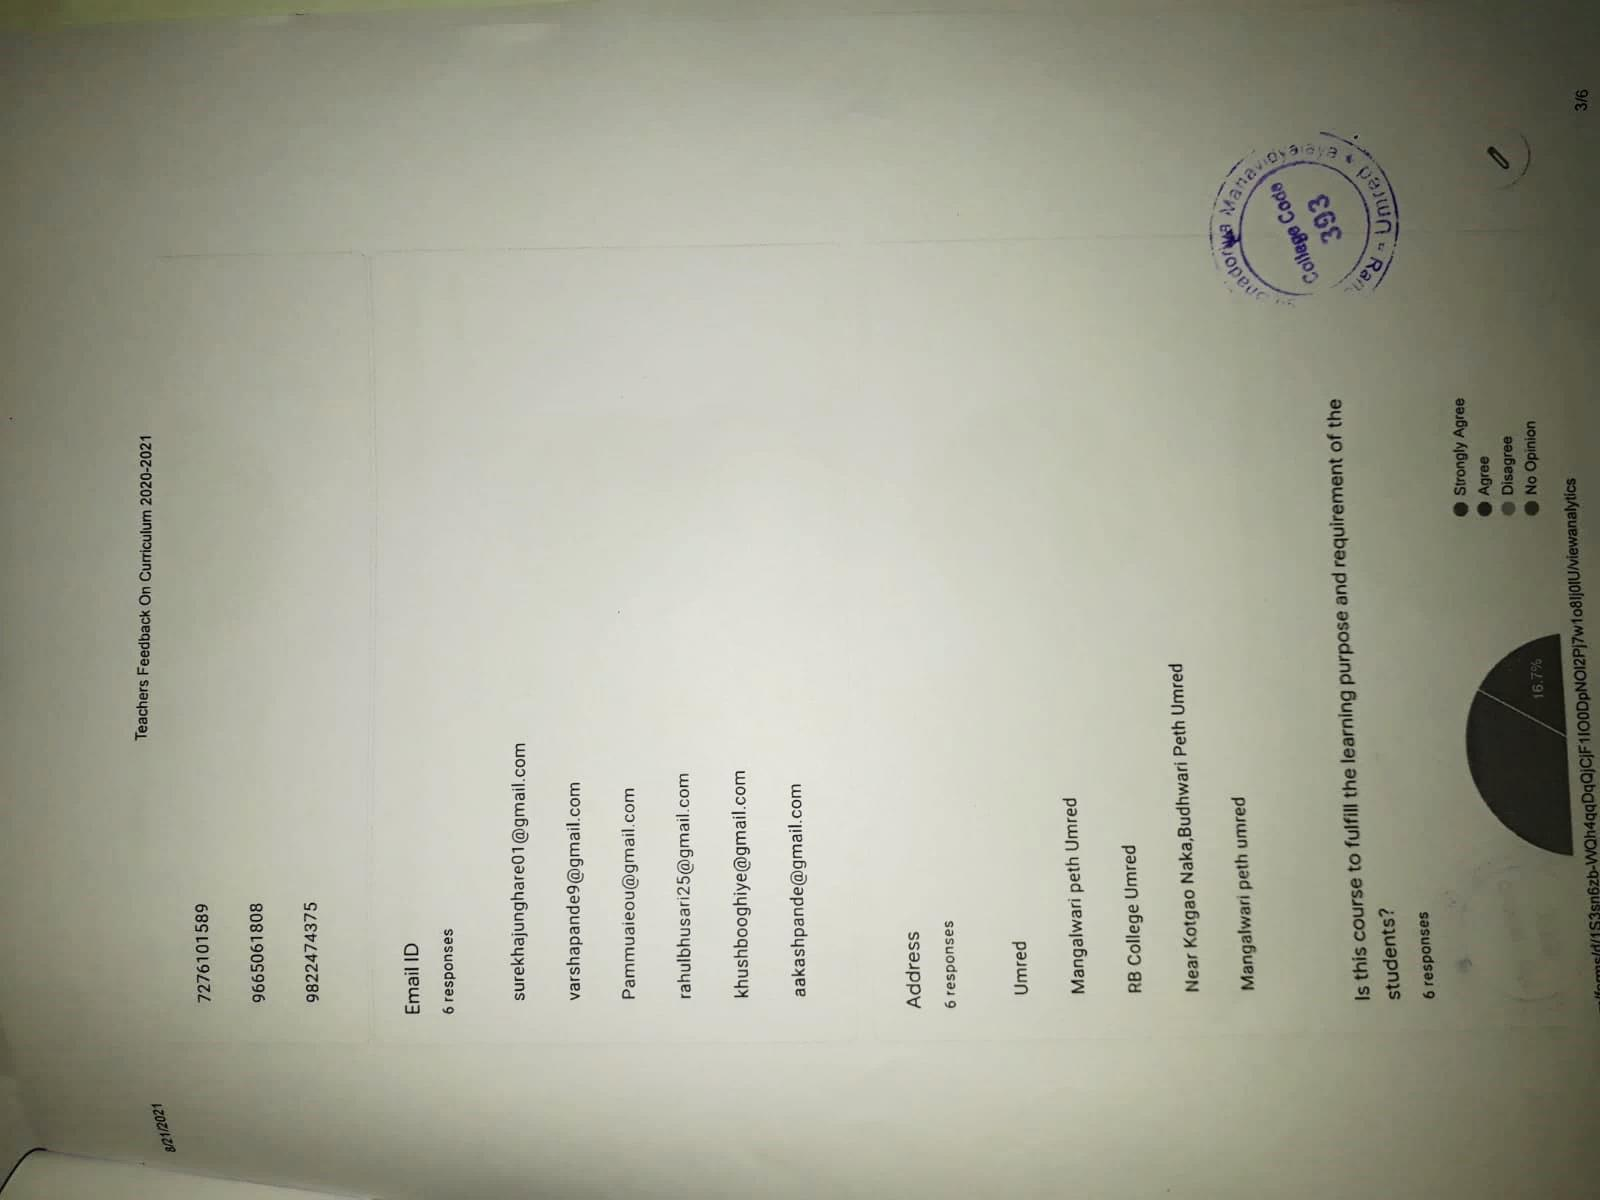 8/21/2021
Teachers Feedback On Curriculum 2020-2021
7276101589
9665061808
9822474375
Email ID
6 responses
surekhajunghare01@gmail.com
varshapande9@gmail.com
Pammuaieou@gmail.com
rahulbhusari25@gmail.com
khushbooghiye@gmail.com
aakashpande@gmail.com
Address
6 responses
Umred
Mangalwari peth Umred
RB College Umred
Near Kotgao Naka,Budhwari Peth Umred
Mangalwari peth umred
Mahavidyalaya * Umred
College Code
393
Is this course to fulfill the learning purpose and requirement of the
students?
6 responses
Strongly Agree
Agree
Disagree
No Opinion
16.7%
3/6